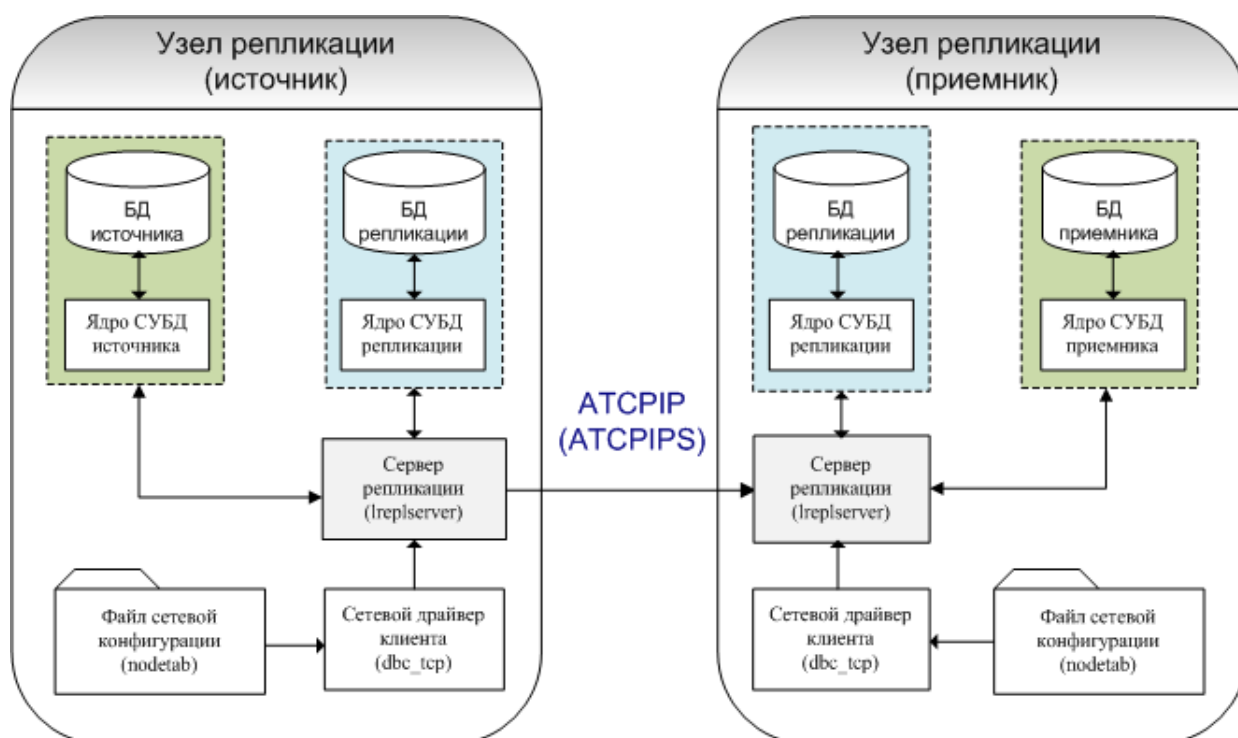 Узел репликации
(источник)
БД
источника
Ядро СУБД
источника
БД
репликации
Ядро СУБД
репликации
Сервер
репликации
(lreplserver)
Файл сетевой
конфигурации
(nodetab)
Сетевой драйвер
клиента
(dbc_tcp)
ATCPIP
(ATCPIPS)
Узел репликации
(приемник)
БД
репликации
Ядро СУБД
репликации
БД
приемника
Ядро СУБД
приемника
Сервер
репликации
(lreplserver)
Сетевой драйвер
клиента
(dbc_tcp)
Файл сетевой
конфигурации
(nodetab)